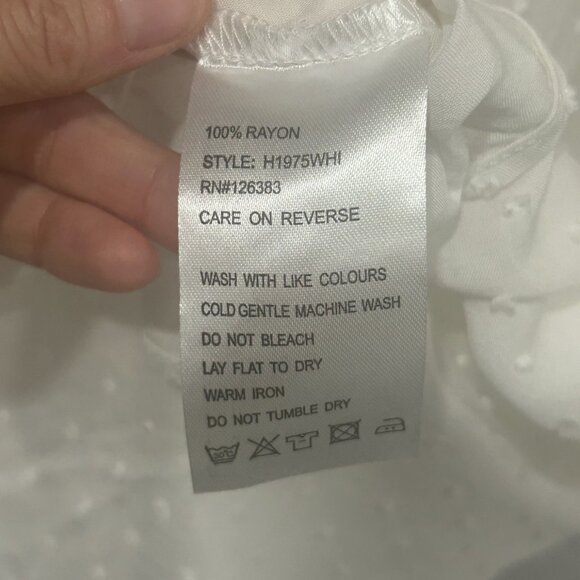 100% RAYON
STYLE: H1975WHI
RN#126383
CARE ON REVERSE
WASH WITH LIKE COLOURS
COLD GENTLE MACHINE WASH
DO NOT BLEACH
LAY FLAT TO DRY
WARM IRON
DO NOT TUMBLE DRY
30°C